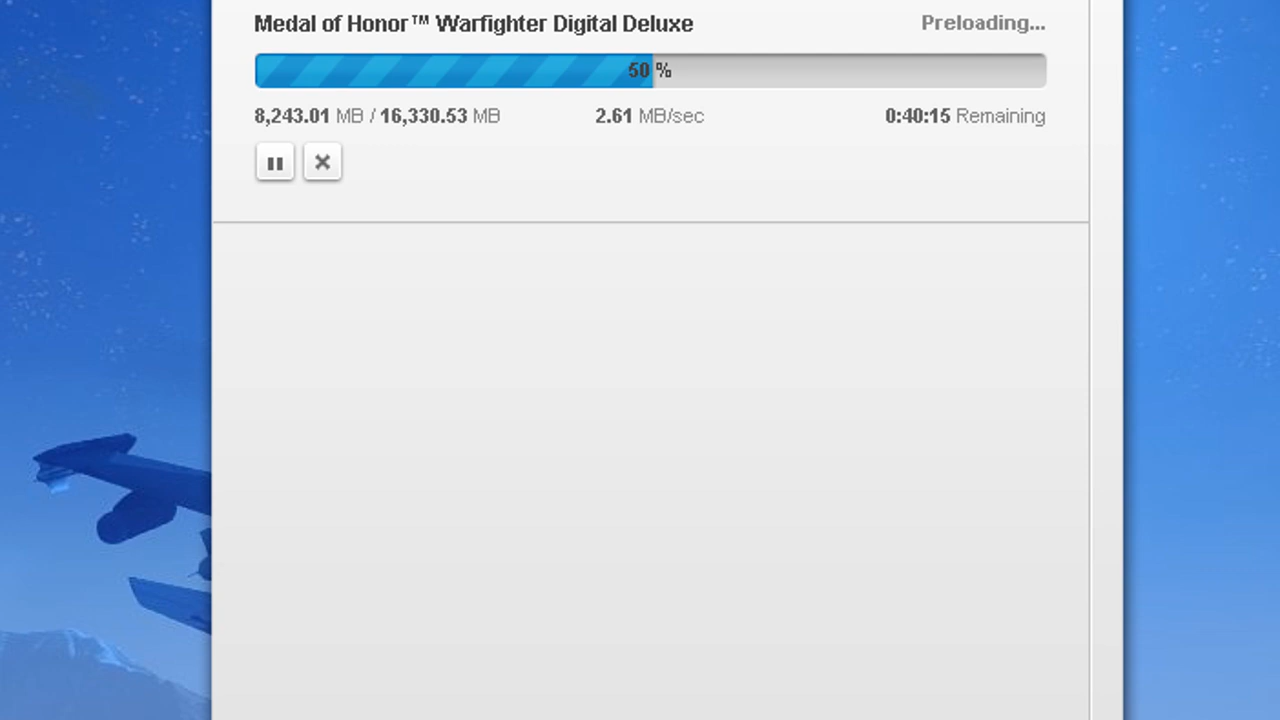 Medal of Honor™ Warfighter Digital Deluxe Preloading...
50 %
8,243.01 MB / 16,330.53 MB 2.61 MB/sec 0:40:15 Remaining